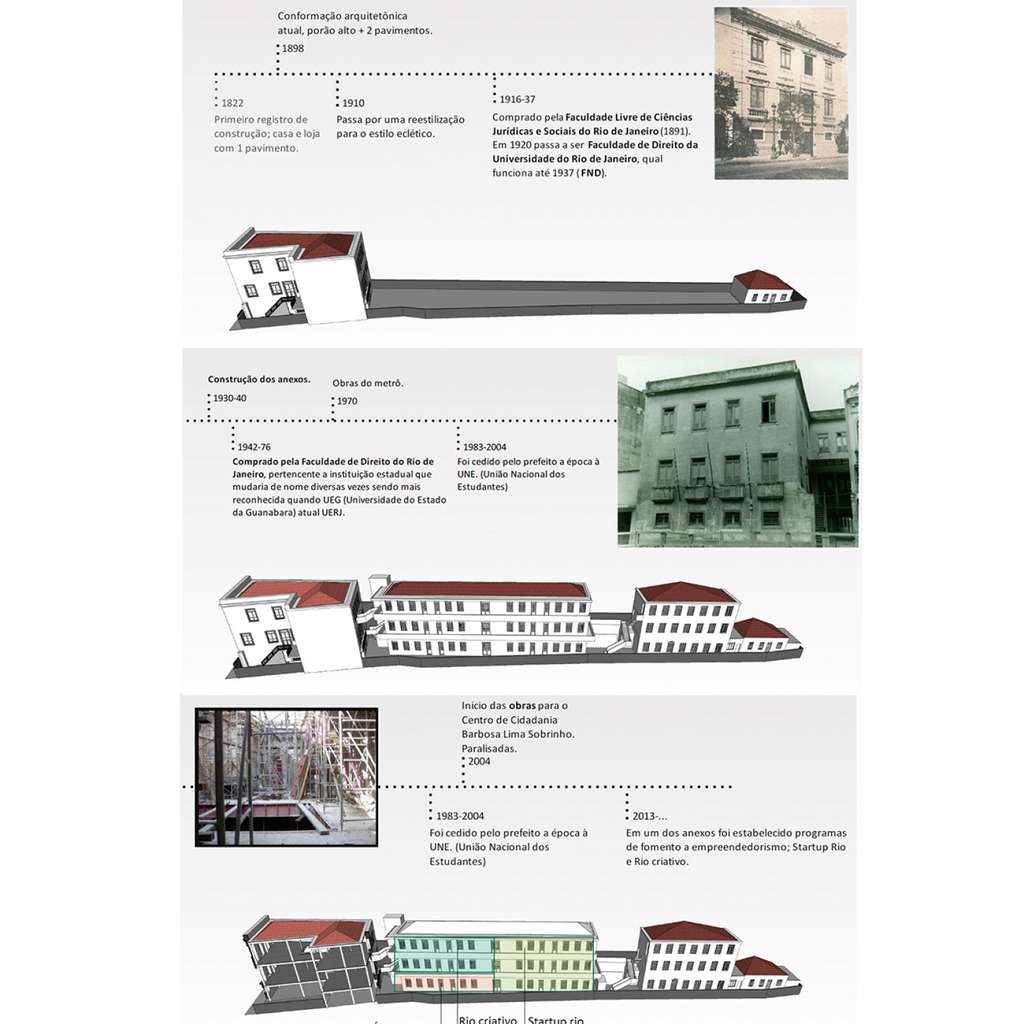 Conformação arquitetônica
atual, porão alto + 2 pavimentos.
1898
1822
Primeiro registro de
construção; casa e loja
com 1 pavimento.
1910
Passa por uma reestilização
para o estilo eclético.
1916-37
Comprado pela Faculdade Livre de Ciências
Jurídicas e Sociais do Rio de Janeiro (1891).
Em 1920 passa a ser Faculdade de Direito da
Universidade do Rio de Janeiro, qual
funciona até 1937 ( FND).
Construção dos anexos.
1930-40
Obras do metrô.
1970
1942-76
Comprado pela Faculdade de Direito do Rio de
Janeiro, pertencente a instituição estadual que
mudaria de nome diversas vezes sendo mais
reconhecida quando UEG (Universidade do Estado
da Guanabara) atual UERJ.
1983-2004
Foi cedido pelo prefeito a época à
UNE. (União Nacional dos
Estudantes)
Inicio das obras para o
Centro de Cidadania
Barbosa Lima Sobrinho.
Paralisadas.
2004
1983-2004
Foi cedido pelo prefeito a época à
UNE. (União Nacional dos
Estudantes)
2013-...
Em um dos anexos foi estabelecido programas
de fomento a empreendedorismo; Startup Rio
e Rio criativo.
Rio criativo
Startup rio